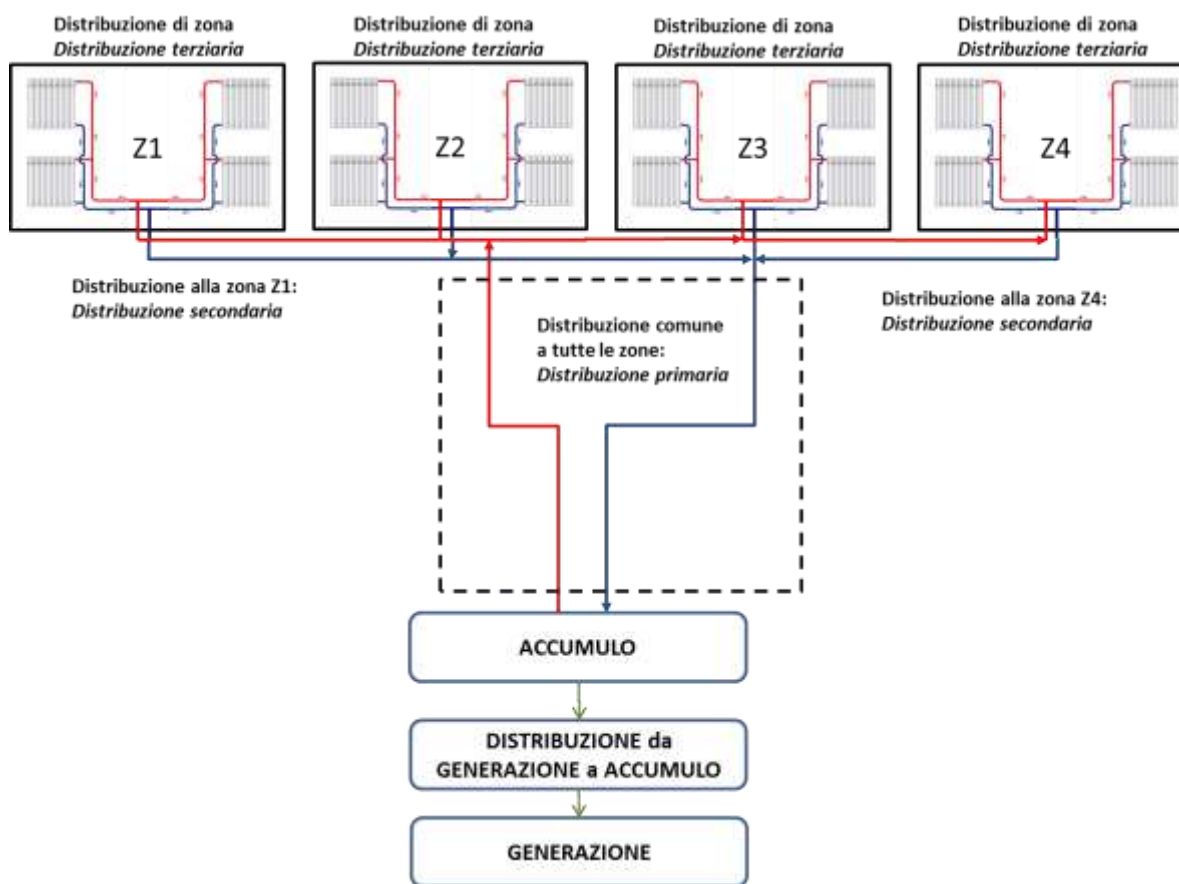 Distribuzione di zona
Distribuzione terziaria
Distribuzione di zona
Distribuzione terziaria
Distribuzione di zona
Distribuzione terziaria
Distribuzione di zona
Distribuzione terziaria
Z1
Z2
Z3
Z4
Distribuzione alla zona Z1:
Distribuzione secondaria
Distribuzione comune
a tutte le zone:
Distribuzione primaria
Distribuzione alla zona Z4:
Distribuzione secondaria
ACCUMULO
DISTRIBUZIONE da
GENERAZIONE a ACCUMULO
GENERAZIONE